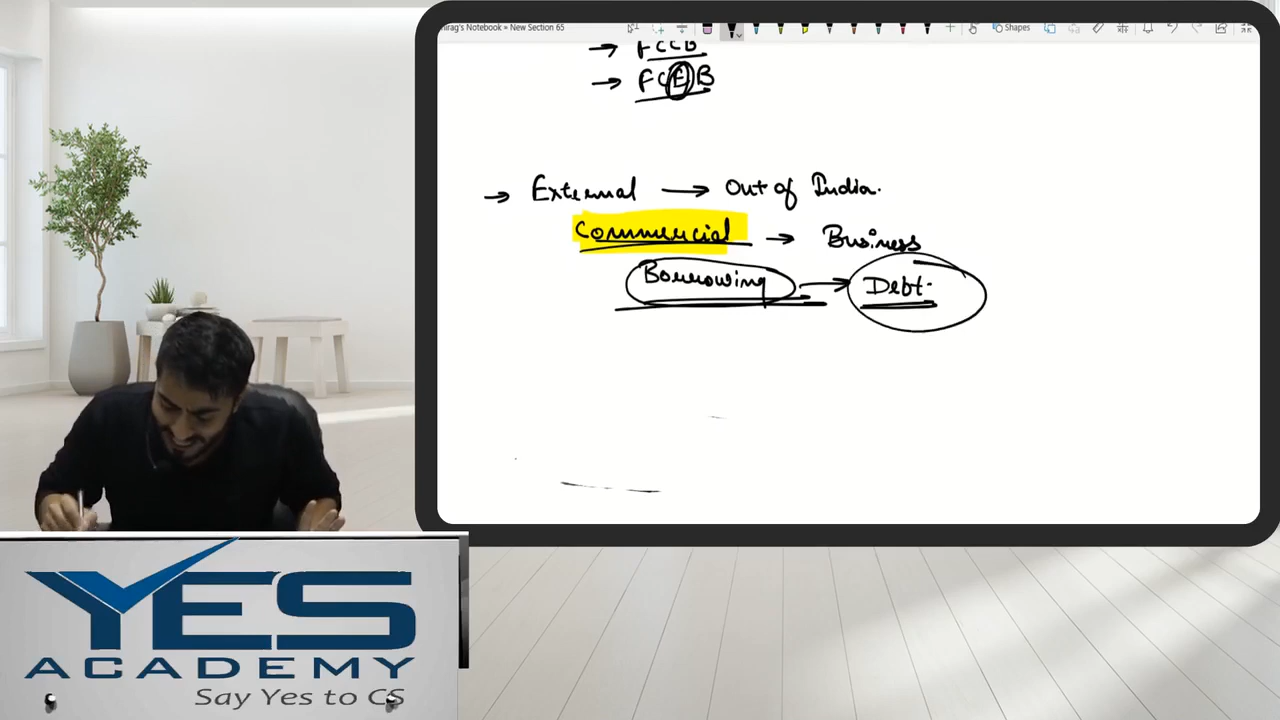 irag's Notebook » New Section 65
Shapes
→ FCCB
→ FCEB
→ External → Out of India.
Commercial → Business
Borrowing → Debt.
YES
ACADEMY
Say Yes to CS